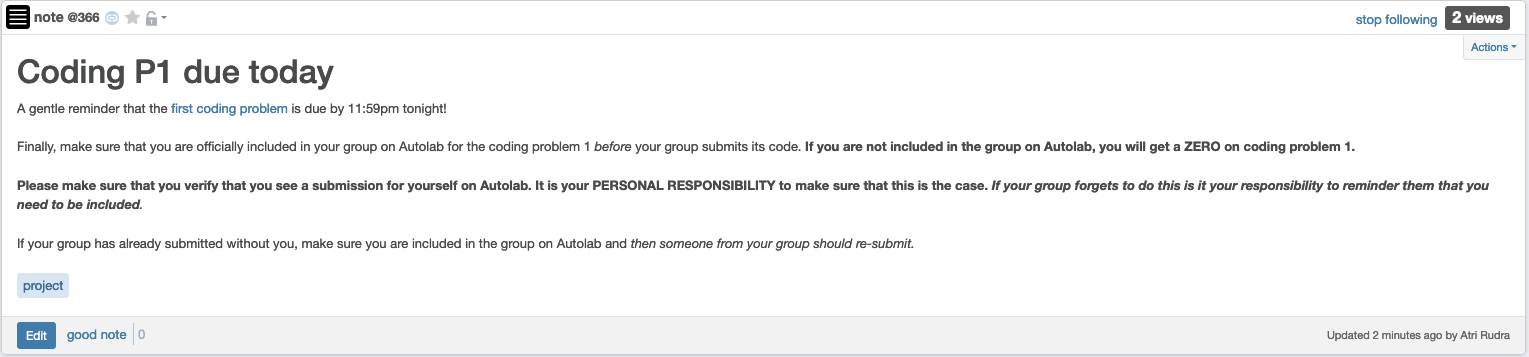 note @366
stop following 2 views
Actions
Coding P1 due today
A gentle reminder that the first coding problem is due by 11:59pm tonight!
Finally, make sure that you are officially included in your group on Autolab for the coding problem 1 before your group submits its code. If you are not included in the group on Autolab, you will get a ZERO on coding problem 1.
Please make sure that you verify that you see a submission for yourself on Autolab. It is your PERSONAL RESPONSIBILITY to make sure that this is the case. If your group forgets to do this is it your responsibility to reminder them that you
need to be included.
If your group has already submitted without you, make sure you are included in the group on Autolab and then someone from your group should re-submit.
project
Edit good note 0
Updated 2 minutes ago by Atri Rudra